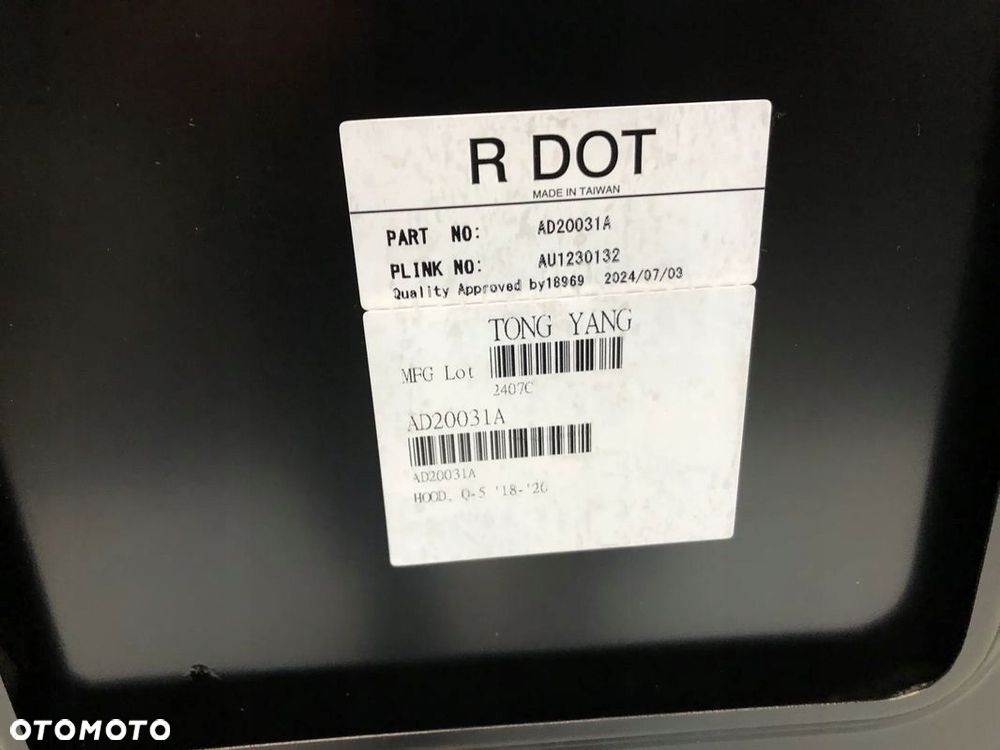 R DOT
MADE IN TAIWAN
PART NO: AD20031A
PLINK NO: AU1230132
Quality Approved by18969 2024/07/03
TONG YANG
MFG Lot
2407C
AD20031A
AD20031A
HOOD, Q-5 '18-'20
OTOMOTO